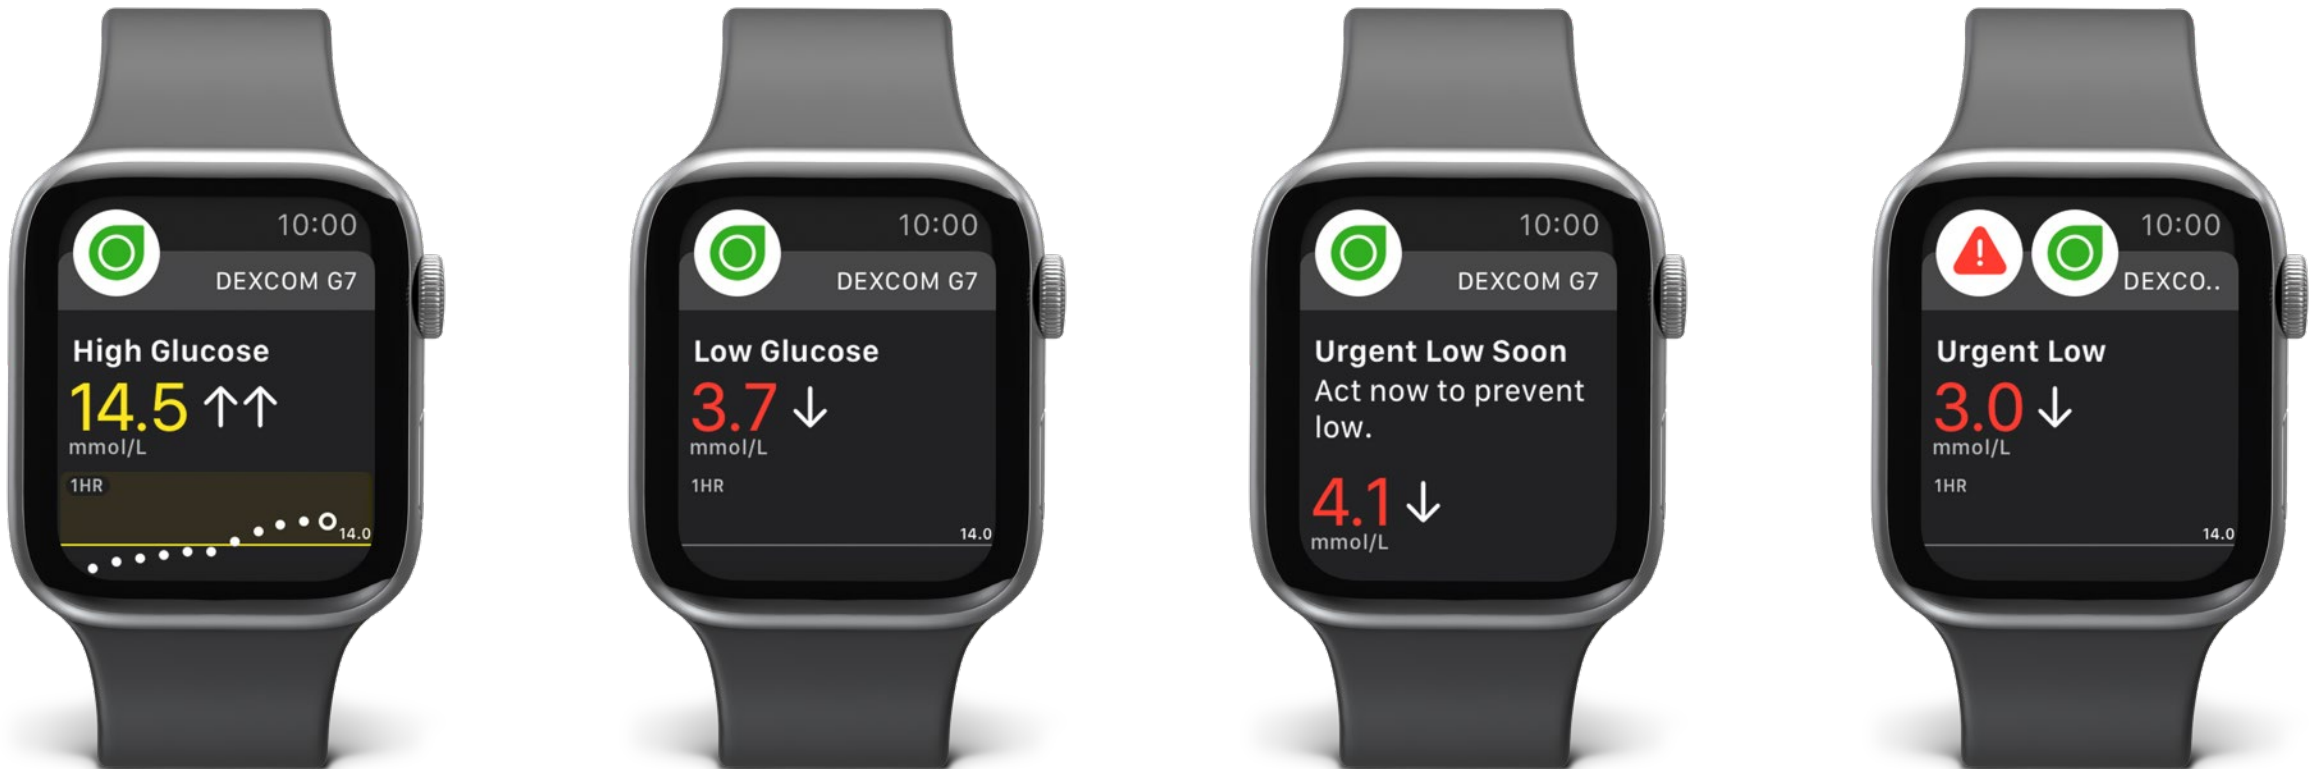 10:00
DEXCOM G7
High Glucose
14.5 ↑↑
mmol/L
1HR
14.0
10:00
DEXCOM G7
Low Glucose
3.7 ↓
mmol/L
1HR
14.0
10:00
DEXCOM G7
Urgent Low Soon
Act now to prevent
low.
4.1 ↓
mmol/L
10:00
DEXCO..
Urgent Low
3.0 ↓
mmol/L
1HR
14.0